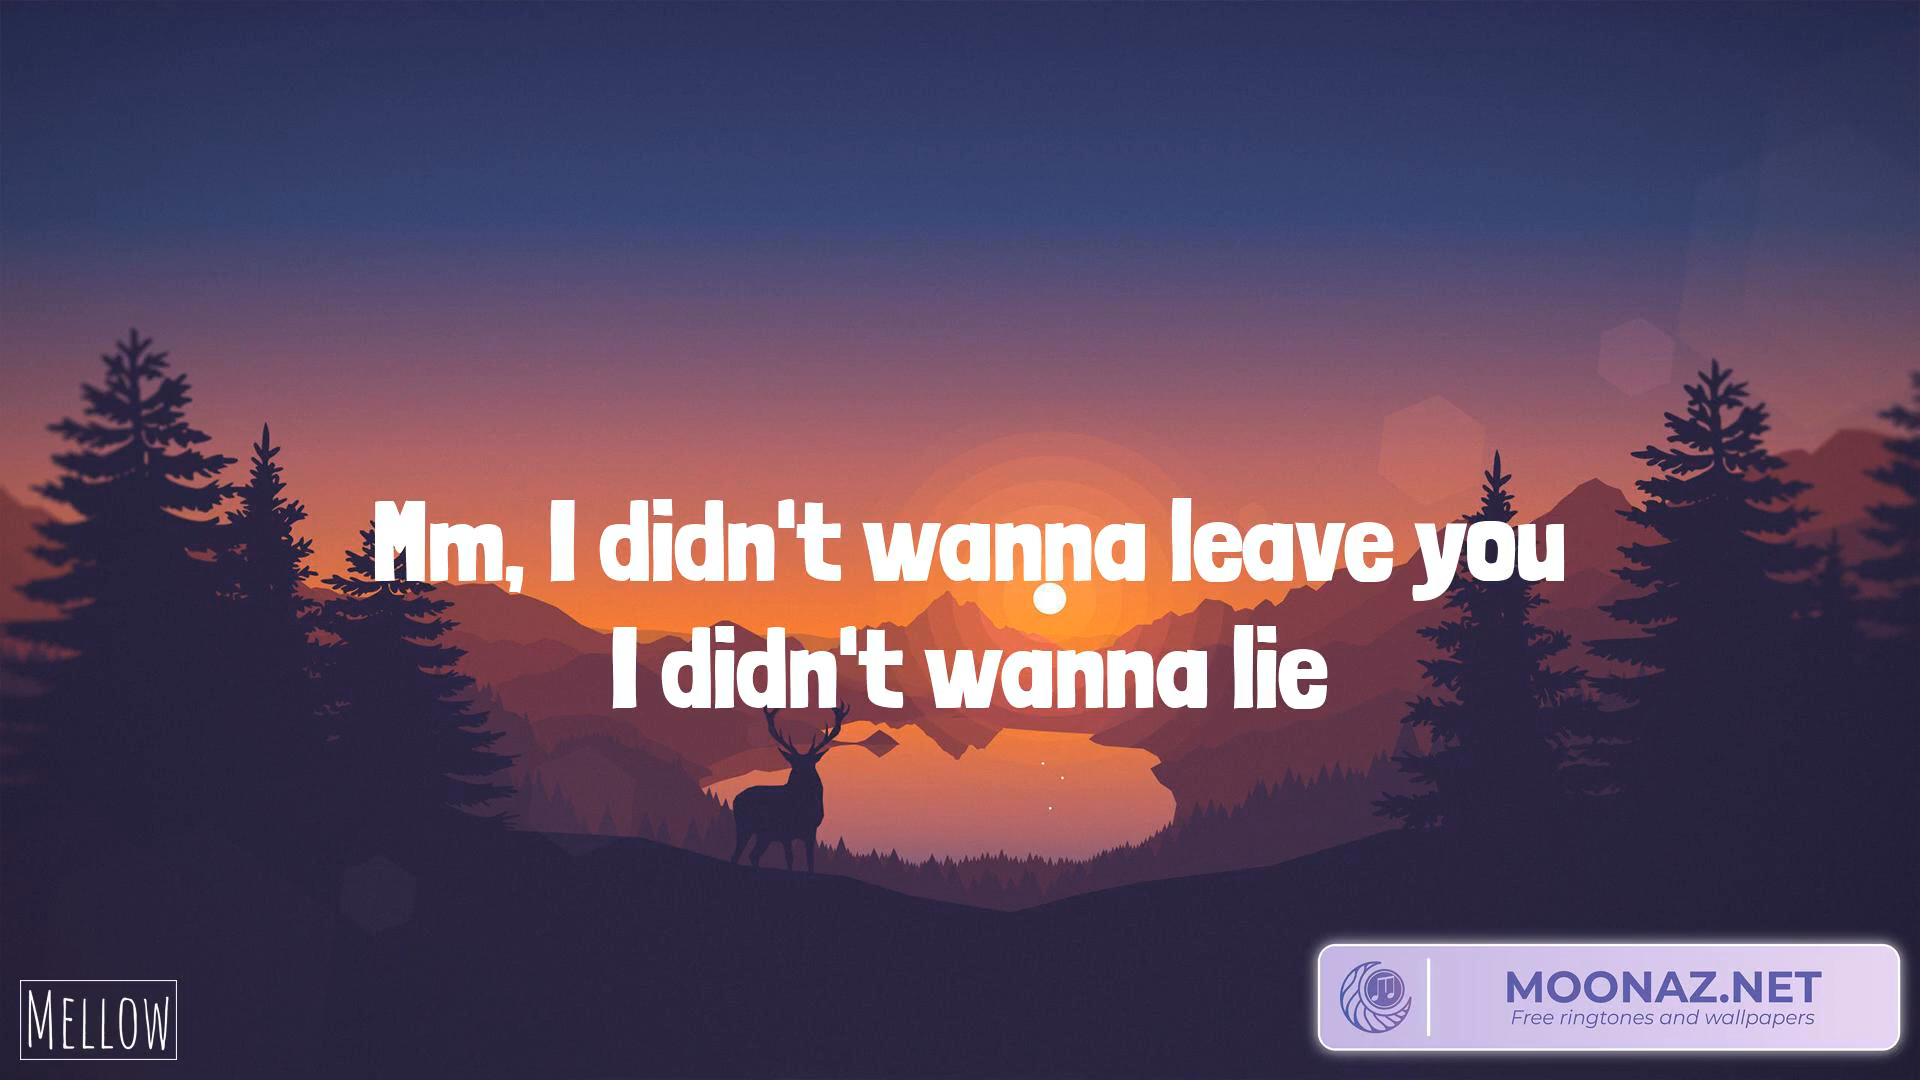 Mm, I didn't wanna leave you
I didn't wanna lie
MELLOW
MOONAZ.NET
Free ringtones and wallpapers